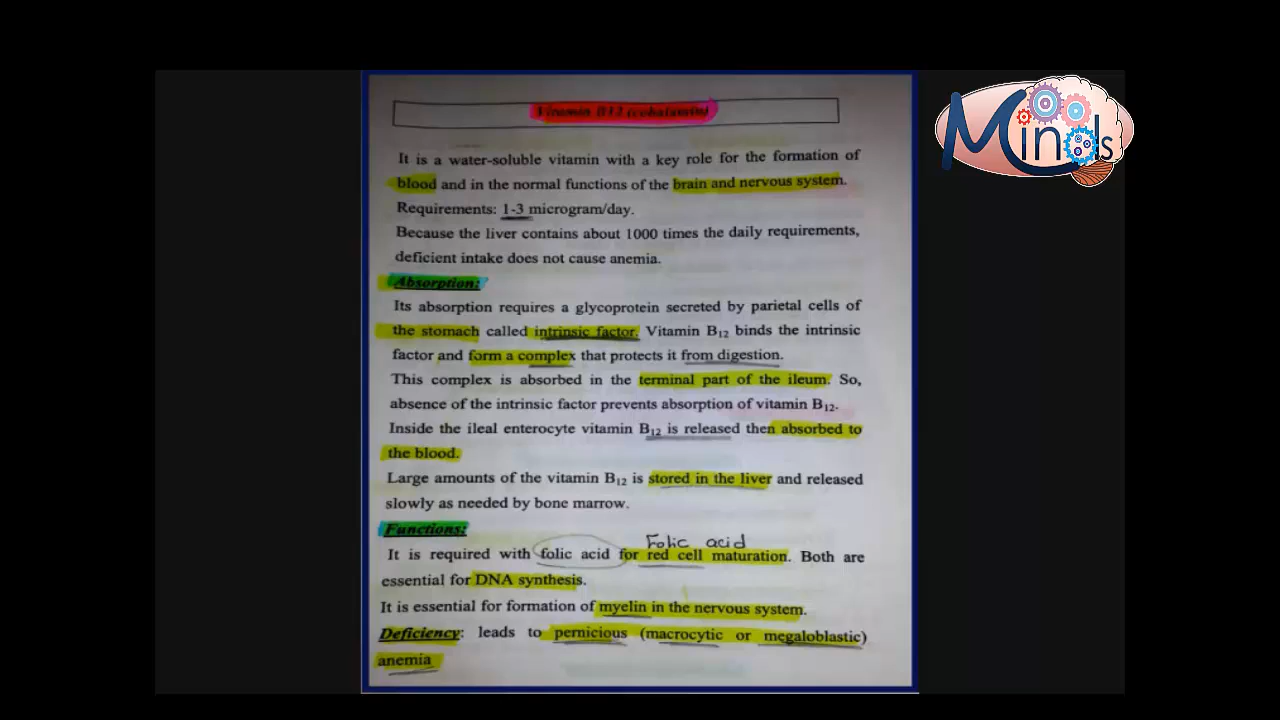 Minds
Vitamin B12 (cobalamin)
It is a water-soluble vitamin with a key role for the formation of
blood and in the normal functions of the brain and nervous system.
Requirements: 1-3 microgram/day.
Because the liver contains about 1000 times the daily requirements,
deficient intake does not cause anemia.
Absorption:
Its absorption requires a glycoprotein secreted by parietal cells of
the stomach called intrinsic factor. Vitamin B12 binds the intrinsic
factor and form a complex that protects it from digestion.
This complex is absorbed in the terminal part of the ileum. So,
absence of the intrinsic factor prevents absorption of vitamin B12.
Inside the ileal enterocyte vitamin B12 is released then absorbed to
the blood.
Large amounts of the vitamin B12 is stored in the liver and released
slowly as needed by bone marrow.
Functions:
Folic acid
It is required with folic acid for red cell maturation. Both are
essential for DNA synthesis.
It is essential for formation of myelin in the nervous system.
Deficiency: leads to pernicious (macrocytic or megaloblastic)
anemia